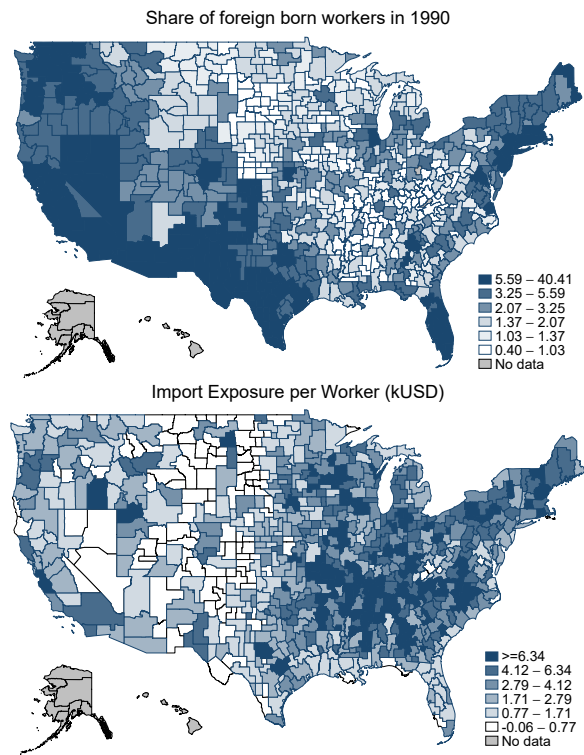 Share of foreign born workers in 1990
5.59 – 40.41
3.25 – 5.59
2.07 – 3.25
1.37 – 2.07
1.03 – 1.37
0.40 – 1.03
No data
Import Exposure per Worker (kUSD)
>=6.34
4.12 – 6.34
2.79 – 4.12
1.71 – 2.79
0.77 – 1.71
-0.06 – 0.77
No data